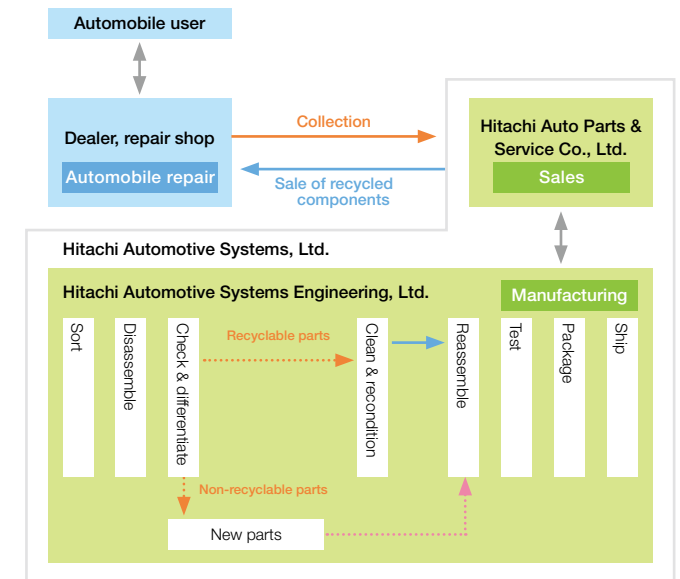 Automobile user
Dealer, repair shop
Automobile repair
Collection
Sale of recycled
components
Hitachi Auto Parts &
Service Co., Ltd.
Sales
Hitachi Automotive Systems, Ltd.
Hitachi Automotive Systems Engineering, Ltd.
Manufacturing
Sort
Disassemble
Check & differentiate
Recyclable parts
Clean & recondition
Reassemble
Test
Package
Ship
Non-recyclable parts
New parts